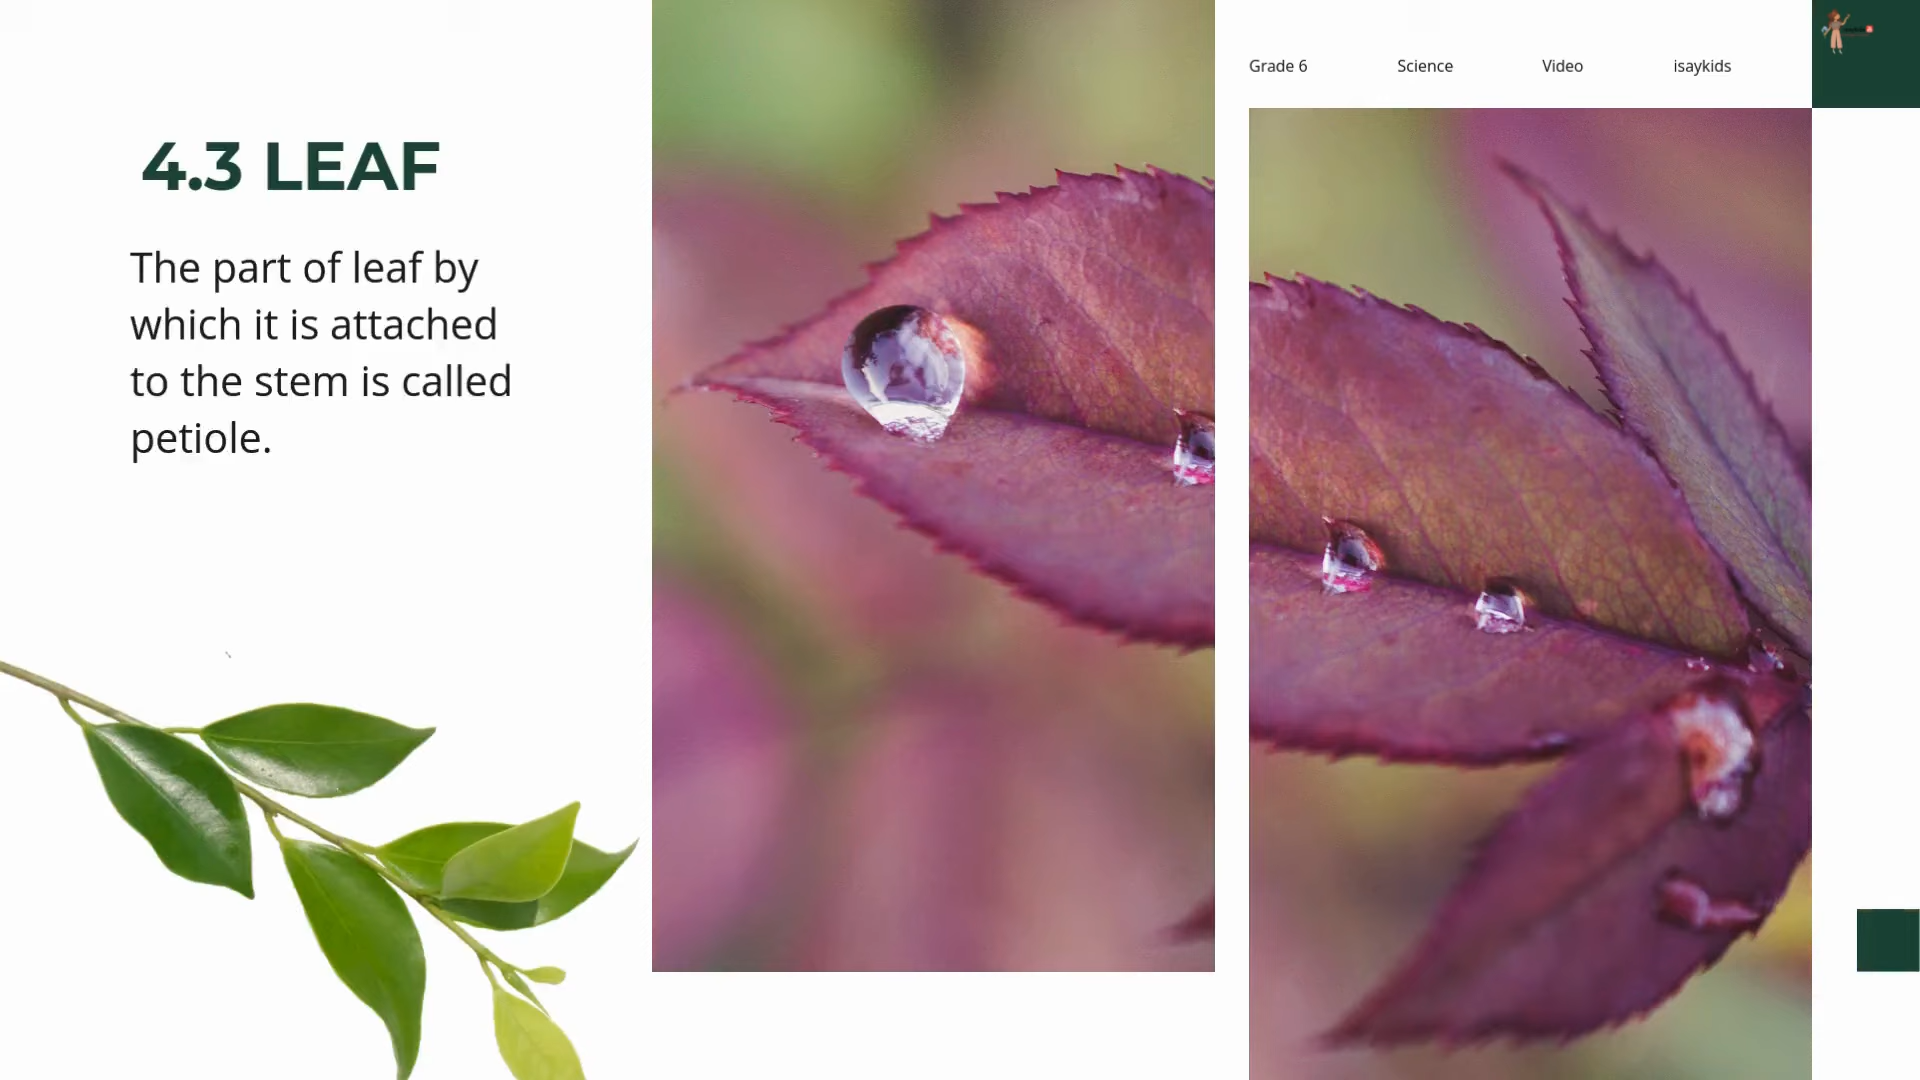 Grade 6 Science Video isaykids
4.3 LEAF
The part of leaf by
which it is attached
to the stem is called
petiole.